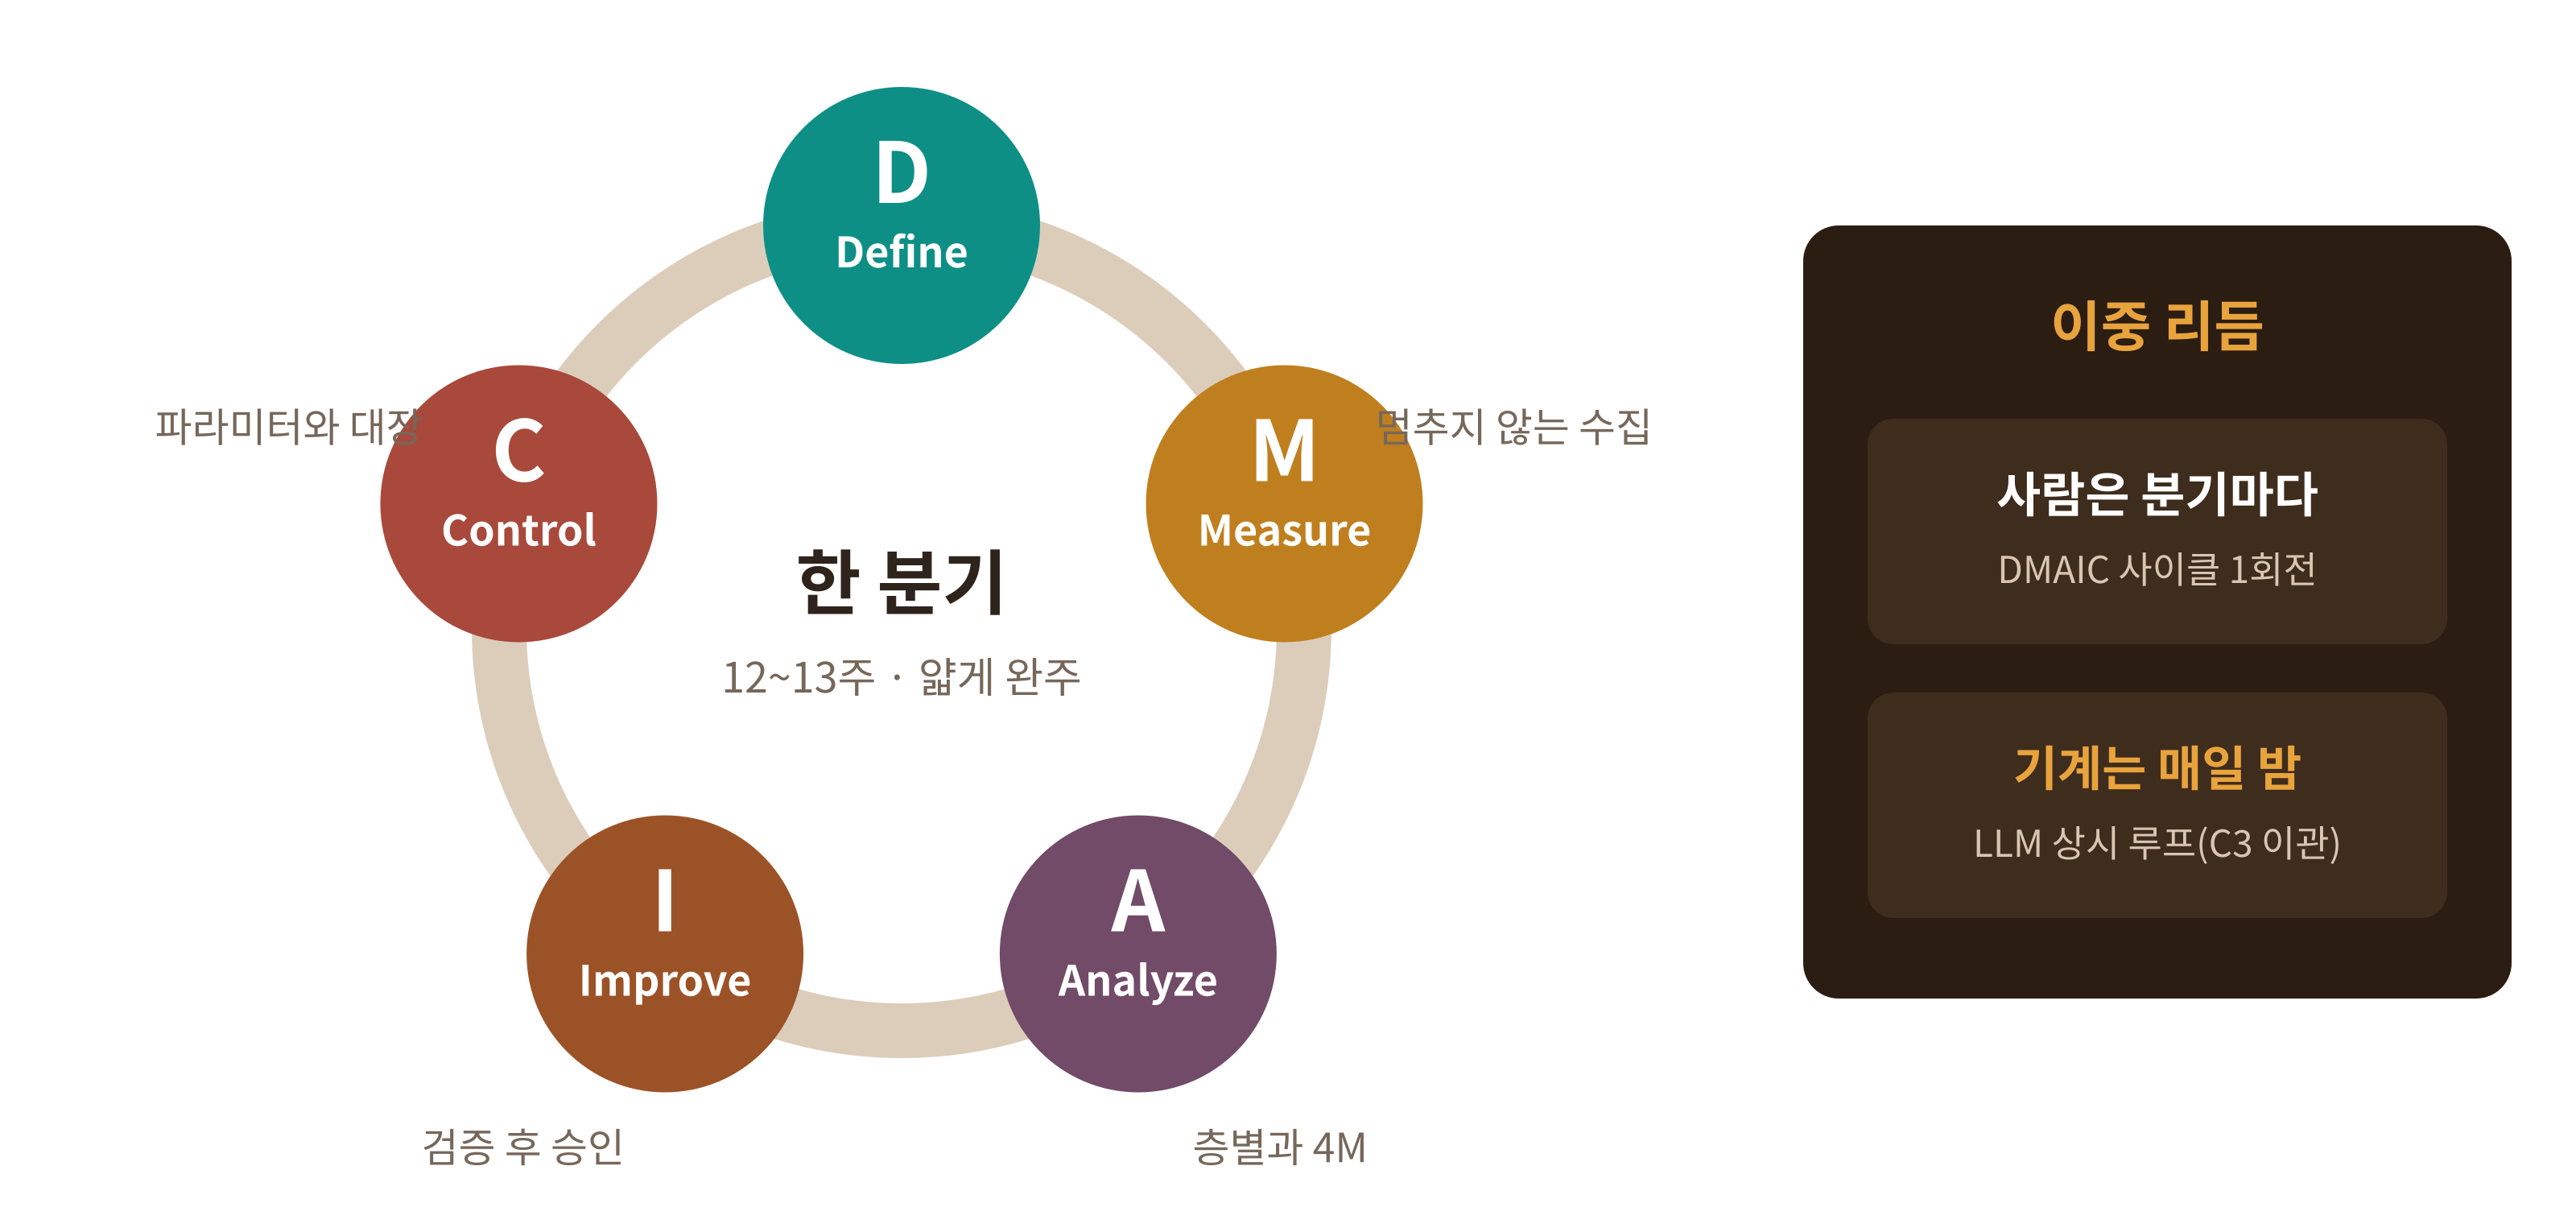 D
Define
파라미터와 대장
C
Control
M
Measure
멈추지 않는 수집
한 분기
12~13주 · 얇게 완주
I
Improve
검증 후 승인
A
Analyze
층별과 4M
이중 리듬
사람은 분기마다
DMAIC 사이클 1회전
기계는 매일 밤
LLM 상시 루프(C3 이관)